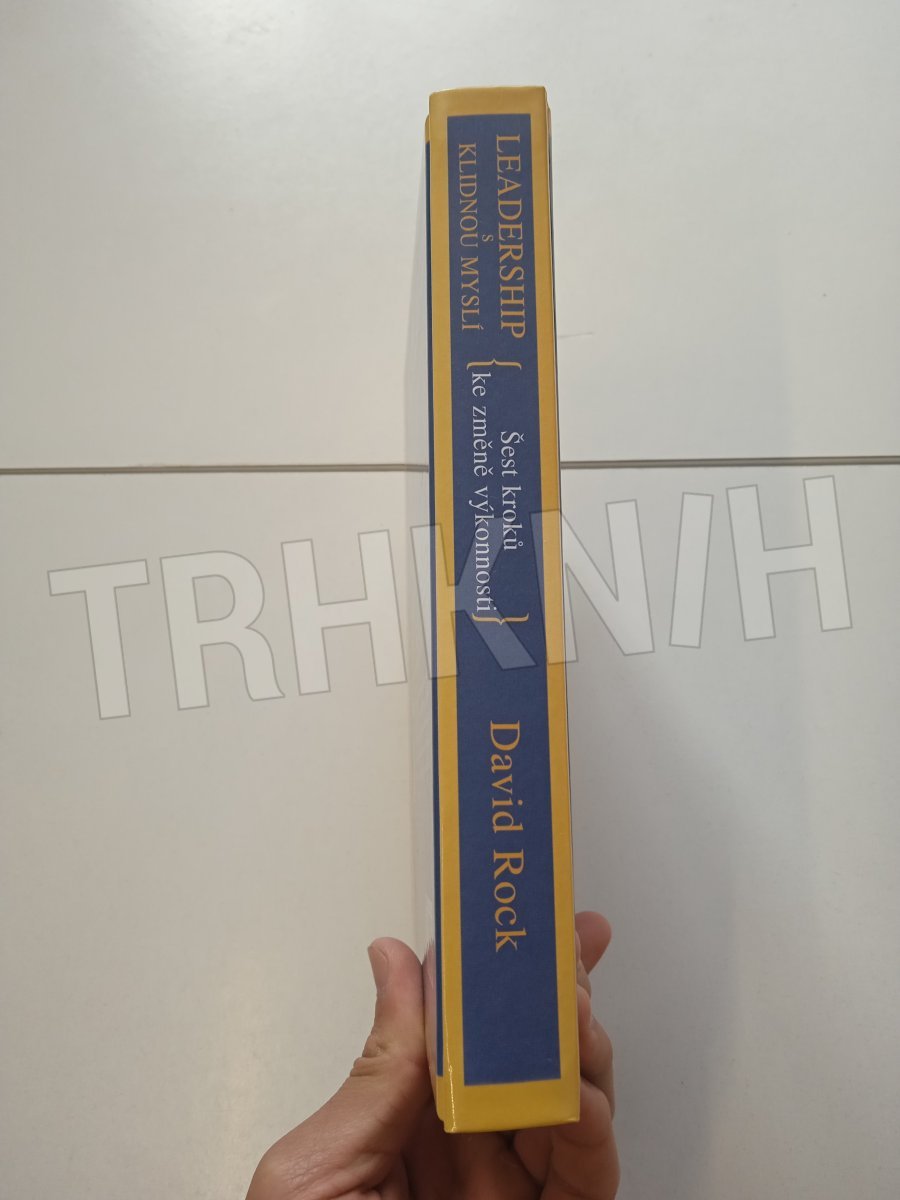 LEADERSHIP
S
KLIDNOU MYSLÍ
{ Šest kroků
ke změně výkonnosti }
David Rock
TRHKNIH